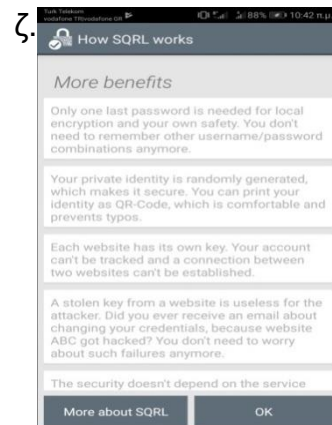 ζ.
Turk Telekom
vodafone TR|vodafone GR
88% 10:42 π.μ.
How SQRL works
More benefits
Only one last password is needed for local
encryption and your own safety. You don't
need to remember other username/password
combinations anymore.
Your private identity is randomly generated,
which makes it secure. You can print your
identity as QR-Code, which is comfortable and
prevents typos.
Each website has its own key. Your account
can't be tracked and a connection between
two websites can't be established.
A stolen key from a website is useless for the
attacker. Did you ever receive an email about
changing your credentials, because website
ABC got hacked? You don't need to worry
about such failures anymore.
The security doesn't depend on the service
More about SQRL
OK